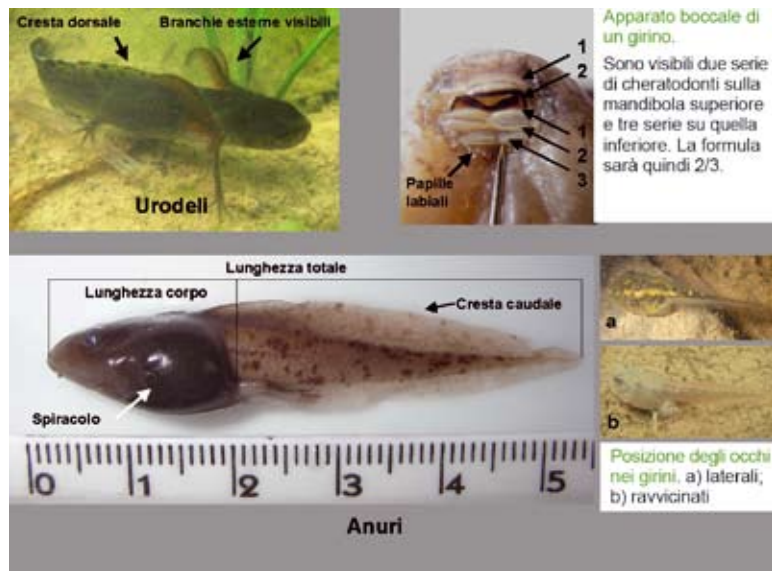 Cresta dorsale
Branchie esterne visibili
Urodeli
1
2
1
2
3
Papille
labiali
Apparato boccale di
un girino.
Sono visibili due serie
di cheratodonti sulla
mandibola superiore
e tre serie su quella
inferiore. La formula
sarà quindi 2/3.
Lunghezza totale
Lunghezza corpo
Cresta caudale
Spiracolo
0 1 2 3 4 5
Anuri
a
b
Posizione degli occhi
nei girini. a) laterali;
b) ravvicinati